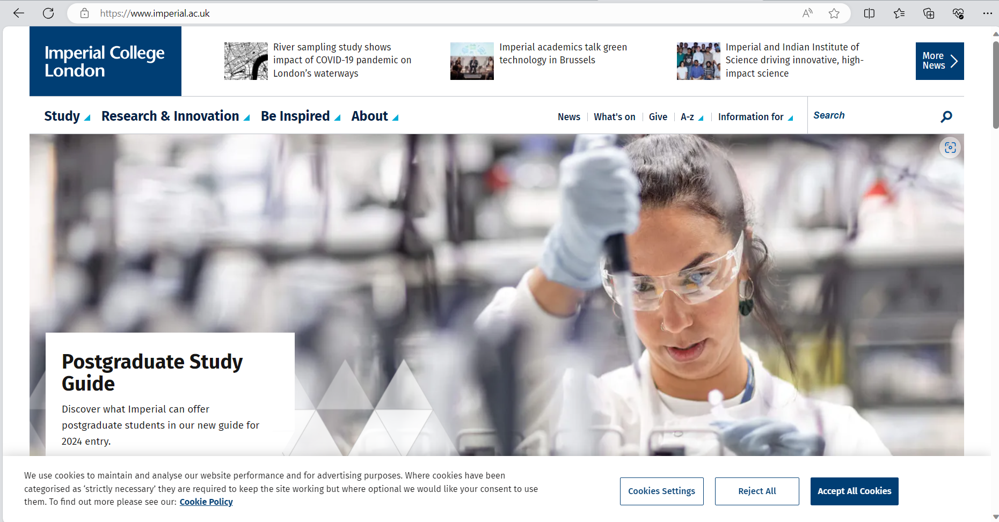 https://www.imperial.ac.uk
Imperial College
London
River sampling study shows
impact of COVID-19 pandemic on
London’s waterways
Imperial academics talk green
technology in Brussels
Imperial and Indian Institute of
Science driving innovative, high-
impact science
More
News
Study
Research & Innovation
Be Inspired
About
News
What's on
Give
A-z
Information for
Search
Postgraduate Study
Guide
Discover what Imperial can offer
postgraduate students in our new guide for
2024 entry.
We use cookies to maintain and analyse our website performance and for advertising purposes. Where cookies have been
categorised as ‘strictly necessary’ they are required to keep the site working but where optional we would like your consent to use
them. To find out more please see our: Cookie Policy
Cookies Settings
Reject All
Accept All Cookies